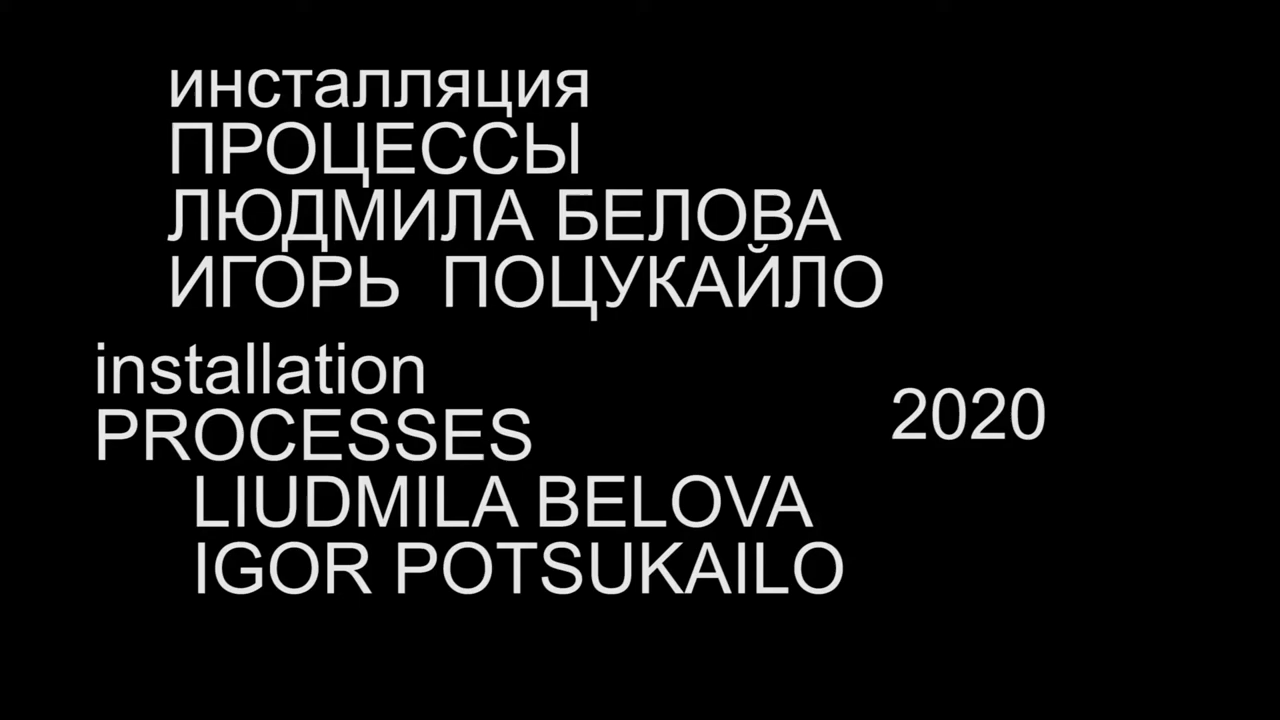 инсталляция
ПРОЦЕССЫ
ЛЮДМИЛА БЕЛОВА
ИГОРЬ ПОЦУКАЙЛО
installation
PROCESSES
2020
LIUDMILA BELOVA
IGOR POTSUKAILO